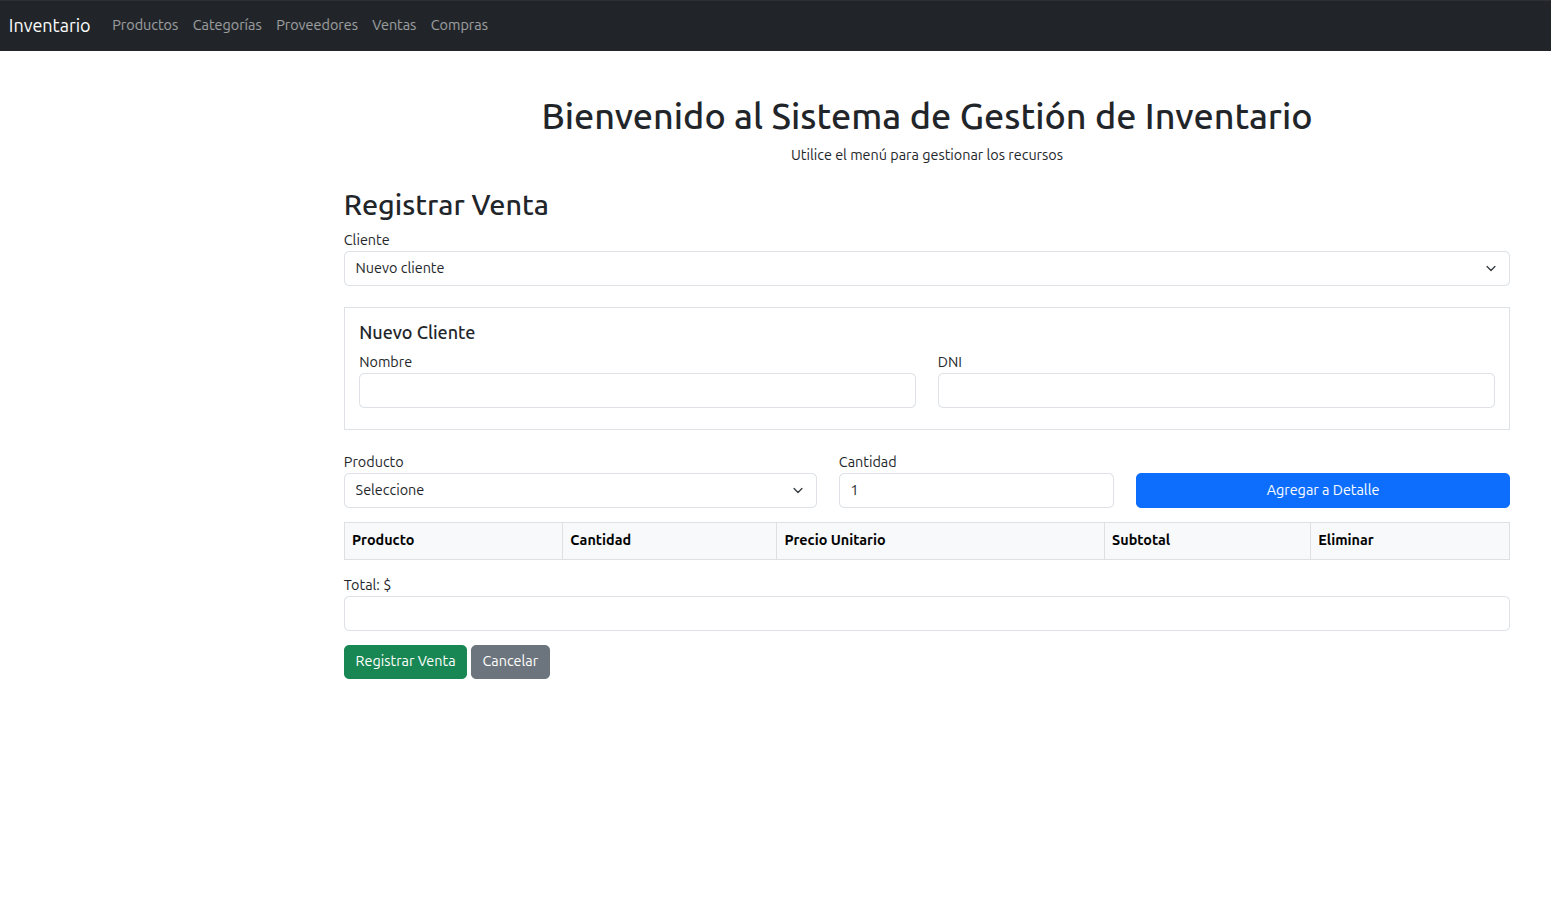 Inventario Productos Categorías Proveedores Ventas Compras
Bienvenido al Sistema de Gestión de Inventario
Utilice el menú para gestionar los recursos
Registrar Venta
Cliente
Nuevo cliente
Nuevo Cliente
Nombre DNI
Producto Cantidad
Seleccione 1 Agregar a Detalle
Producto Cantidad Precio Unitario Subtotal Eliminar
Total: $
Registrar Venta Cancelar